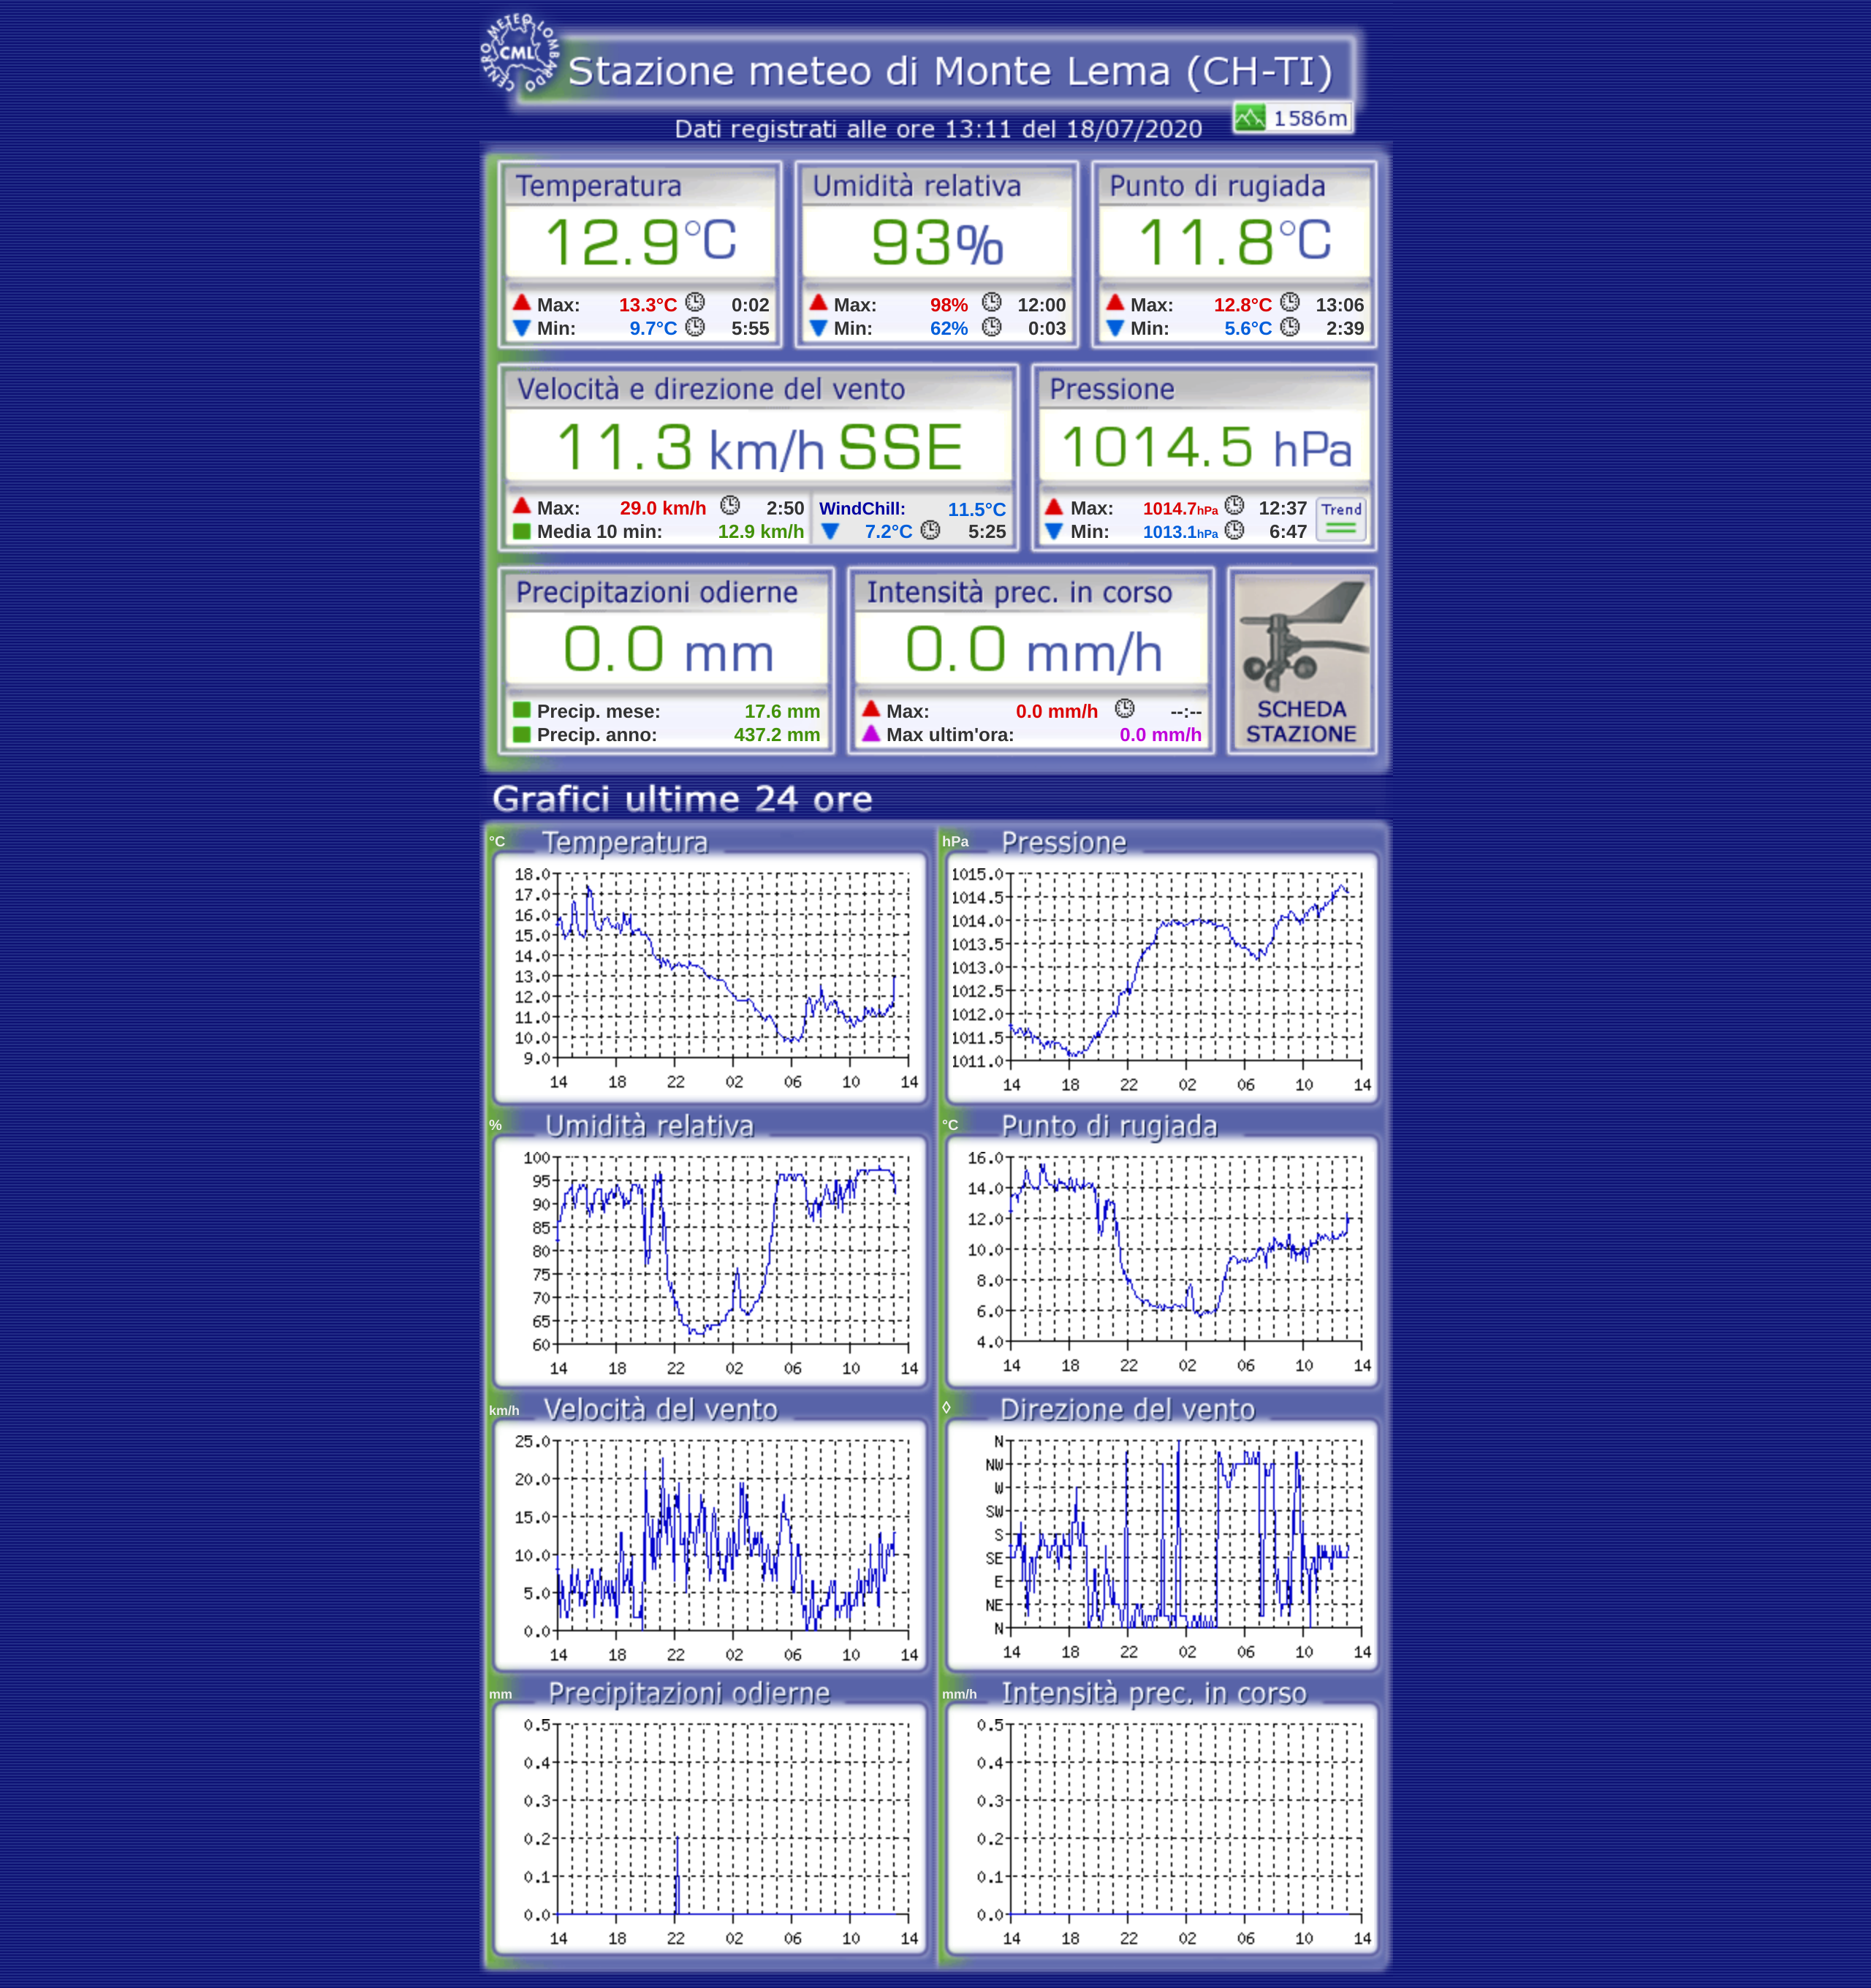 CENTRO METEO LOMBARDO
CML
Stazione meteo di Monte Lema (CH-TI)
1586m
Dati registrati alle ore 13:11 del 18/07/2020
Temperatura
12.9°C
Max: 13.3°C 0:02
Min: 9.7°C 5:55
Umidità relativa
93%
Max: 98% 12:00
Min: 62% 0:03
Punto di rugiada
11.8°C
Max: 12.8°C 13:06
Min: 5.6°C 2:39
Velocità e direzione del vento
11.3 km/h SSE
Max: 29.0 km/h 2:50
Media 10 min: 12.9 km/h
WindChill: 11.5°C
7.2°C 5:25
Pressione
1014.5 hPa
Max: 1014.7hPa 12:37
Min: 1013.1hPa 6:47
Trend
Precipitazioni odierne
0.0 mm
Precip. mese: 17.6 mm
Precip. anno: 437.2 mm
Intensità prec. in corso
0.0 mm/h
Max: 0.0 mm/h --:--
Max ultim'ora: 0.0 mm/h
SCHEDA
STAZIONE
Grafici ultime 24 ore
°C Temperatura
18.0
17.0
16.0
15.0
14.0
13.0
12.0
11.0
10.0
9.0
14 18 22 02 06 10 14
hPa Pressione
1015.0
1014.5
1014.0
1013.5
1013.0
1012.5
1012.0
1011.5
1011.0
14 18 22 02 06 10 14
% Umidità relativa
100
95
90
85
80
75
70
65
60
14 18 22 02 06 10 14
°C Punto di rugiada
16.0
14.0
12.0
10.0
8.0
6.0
4.0
14 18 22 02 06 10 14
km/h Velocità del vento
25.0
20.0
15.0
10.0
5.0
0.0
14 18 22 02 06 10 14
◊ Direzione del vento
N
NW
W
SW
S
SE
E
NE
N
14 18 22 02 06 10 14
mm Precipitazioni odierne
0.5
0.4
0.3
0.2
0.1
0.0
14 18 22 02 06 10 14
mm/h Intensità prec. in corso
0.5
0.4
0.3
0.2
0.1
0.0
14 18 22 02 06 10 14